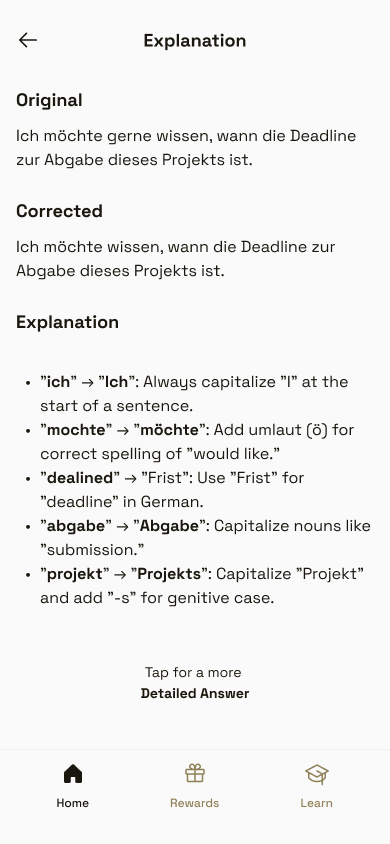 Explanation
Original
Ich möchte gerne wissen, wann die Deadline
zur Abgabe dieses Projekts ist.
Corrected
Ich möchte wissen, wann die Deadline zur
Abgabe dieses Projekts ist.
Explanation
• ”ich” → ”Ich”: Always capitalize ”I” at the
start of a sentence.
• ”mochte” → ”möchte”: Add umlaut (ö) for
correct spelling of ”would like.”
• ”dealined” → ”Frist”: Use ”Frist” for
”deadline” in German.
• ”abgabe” → ”Abgabe”: Capitalize nouns like
”submission.”
• ”projekt” → ”Projekts”: Capitalize ”Projekt”
and add ”-s” for genitive case.
Tap for a more
Detailed Answer
Home Rewards Learn